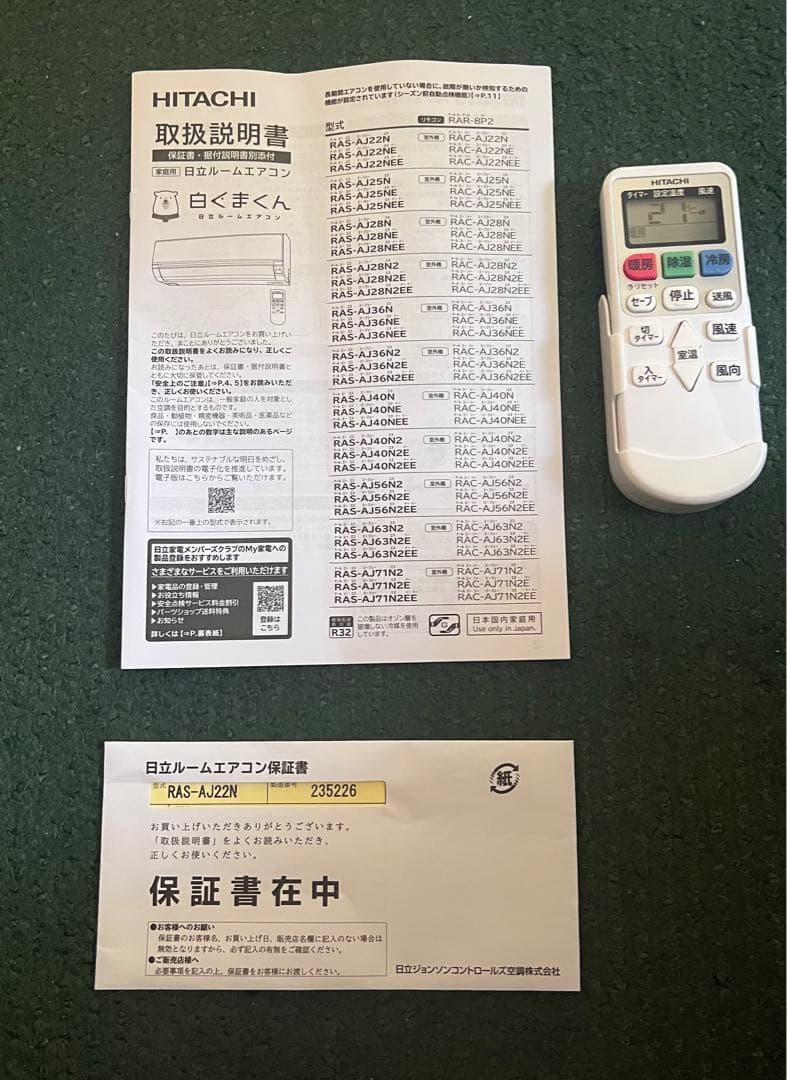 HITACHI
取扱説明書
保証書・据付説明書別添付
家庭用 日立ルームエアコン
白くまくん
日立ルームエアコン
このたびは、日立ルームエアコンをお買い上げいただき、まことにありがとうございました。
この取扱説明書をよくお読みになり、正しくご使用ください。
お読みになったあとは、保証書・据付説明書とともに大切に保管してください。
「安全上のご注意」【⇒P.4、5】をお読みいただき、正しくお使いください。
このルームエアコンは、一般家庭の人を対象とした空調を目的とするものです。
食品・動植物・精密機器・美術品・医薬品などの保存には使用しないでください。
【⇒P. 】のあとの数字は主な説明のあるページです。
私たちは、サステナブルな明日をめざし、
取扱説明書の電子化を推進しています。
電子版はこちらからご覧いただけます。
※右記の一番上の型式で表示されます。
日立家電メンバーズクラブのMy家電への
製品登録をおすすめします
さまざまなサービスをご利用いただけます
▶家電品の登録・管理
▶お役立ち情報
▶安全点検サービス料金割引
▶パーツショップ送料特典
▶お知らせ
詳しくは【⇒P.裏表紙】
登録は
こちら
長期間エアコンを使用していない場合に、故障が無いか検知するための
機能が設定されています(シーズン前自動点検機能)【⇒P.11】
型式 リモコン RAR-8P2
RAS-AJ22N 室外機 RAC-AJ22N
RAS-AJ22NE RAC-AJ22NE
RAS-AJ22NEE RAC-AJ22NEE
RAS-AJ25N 室外機 RAC-AJ25N
RAS-AJ25NE RAC-AJ25NE
RAS-AJ25NEE RAC-AJ25NEE
RAS-AJ28N 室外機 RAC-AJ28N
RAS-AJ28NE RAC-AJ28NE
RAS-AJ28NEE RAC-AJ28NEE
RAS-AJ28N2 室外機 RAC-AJ28N2
RAS-AJ28N2E RAC-AJ28N2E
RAS-AJ28N2EE RAC-AJ28N2EE
RAS-AJ36N 室外機 RAC-AJ36N
RAS-AJ36NE RAC-AJ36NE
RAS-AJ36NEE RAC-AJ36NEE
RAS-AJ36N2 室外機 RAC-AJ36N2
RAS-AJ36N2E RAC-AJ36N2E
RAS-AJ36N2EE RAC-AJ36N2EE
RAS-AJ40N 室外機 RAC-AJ40N
RAS-AJ40NE RAC-AJ40NE
RAS-AJ40NEE RAC-AJ40NEE
RAS-AJ40N2 室外機 RAC-AJ40N2
RAS-AJ40N2E RAC-AJ40N2E
RAS-AJ40N2EE RAC-AJ40N2EE
RAS-AJ56N2 室外機 RAC-AJ56N2
RAS-AJ56N2E RAC-AJ56N2E
RAS-AJ56N2EE RAC-AJ56N2EE
RAS-AJ63N2 室外機 RAC-AJ63N2
RAS-AJ63N2E RAC-AJ63N2E
RAS-AJ63N2EE RAC-AJ63N2EE
RAS-AJ71N2 室外機 RAC-AJ71N2
RAS-AJ71N2E RAC-AJ71N2E
RAS-AJ71N2EE RAC-AJ71N2EE
R32
この製品はオゾン層を
破壊しない冷媒を使用
しています。
G
日本国内家庭用
Use only in Japan.
HITACHI
タイマー 設定温度 風速
21℃
暖房
暖房 除湿 冷房
リセット
セーブ 停止 送風
切タイマー 風速
室温
入タイマー 風向
日立ルームエアコン保証書
紙
型式 RAS-AJ22N 製造番号 235226
お買い上げいただきありがとうございます。
「取扱説明書」をよくお読みいただき、
正しくお使いください。
保証書在中
●お客様へのお願い
保証書のお客様名、お買い上げ日、販売店名欄に記入のない場合は
無効となりますから、必ず記入の有無をご確認ください。
●ご販売店様へ
必要事項を記入の上、保証書をお客様にお渡しください。
日立ジョンソンコントロールズ空調株式会社